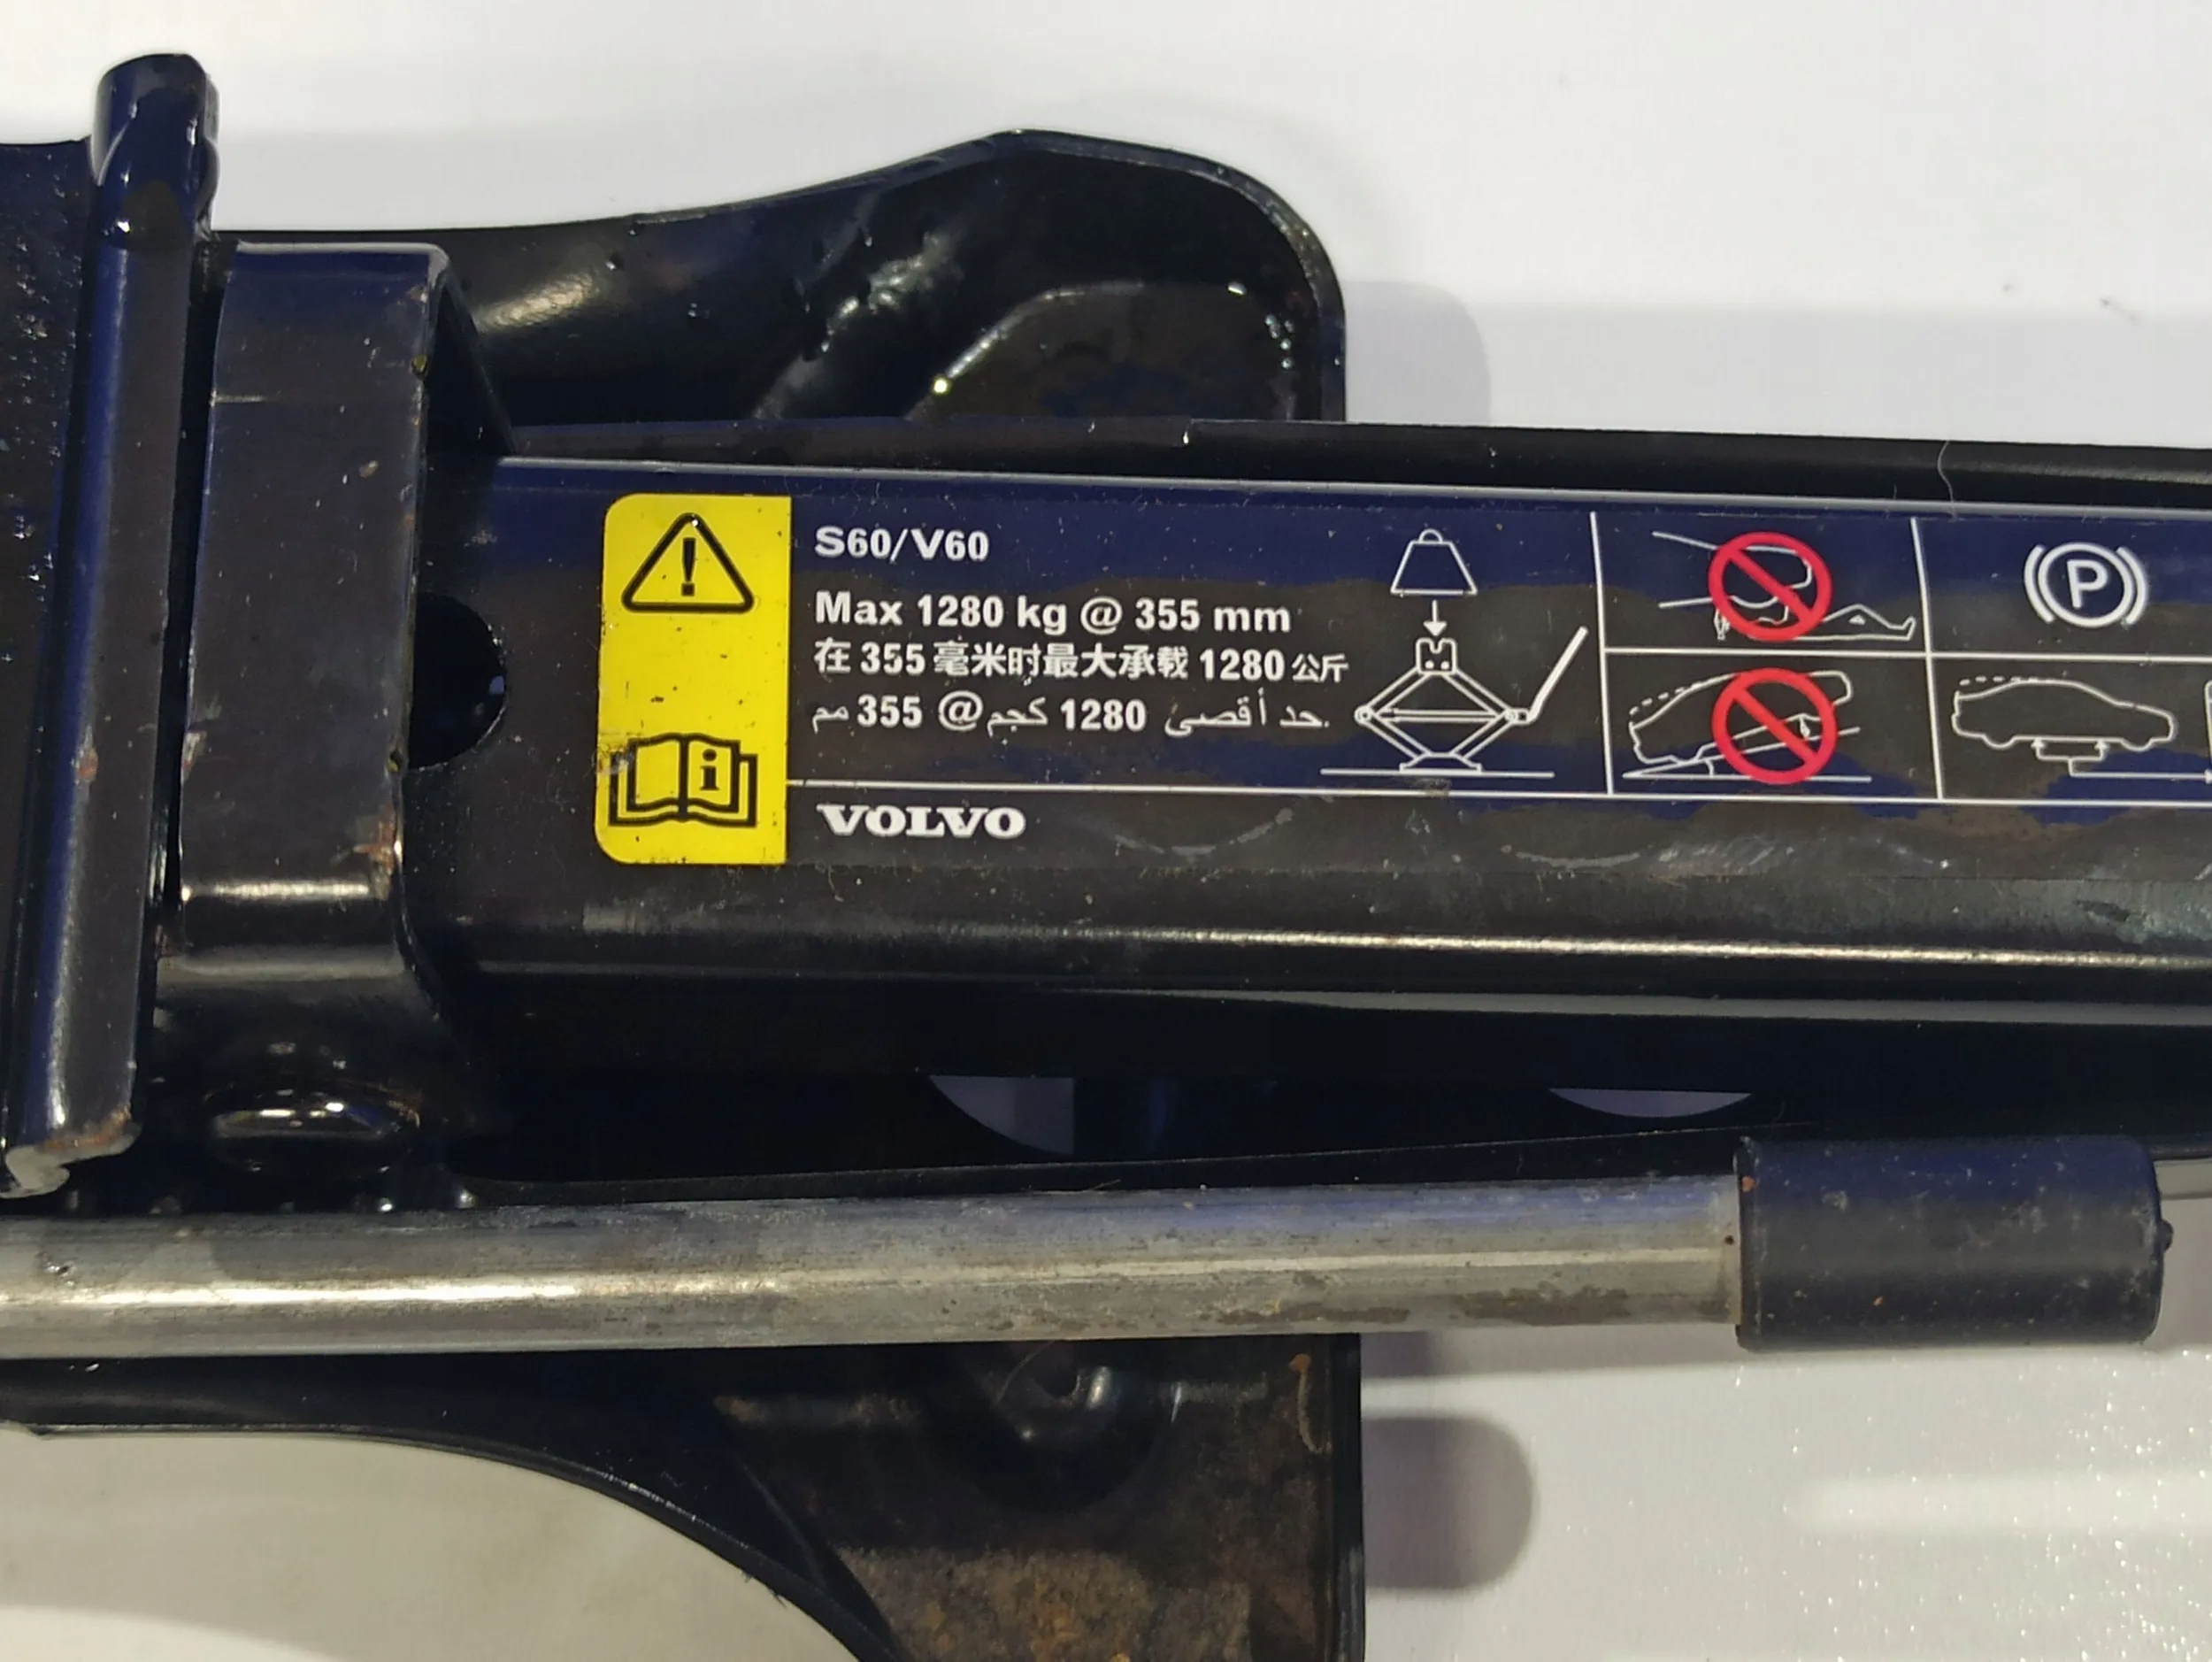 S60/V60
Max 1280 kg @ 355 mm
在 355 毫米时最大承载 1280 公斤
حد أقصى 1280 كجم @ 355 مم.
VOLVO
P
i